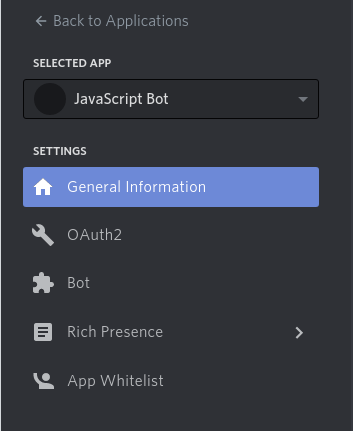 Back to Applications
SELECTED APP
JavaScript Bot
SETTINGS
General Information
OAuth2
Bot
Rich Presence
App Whitelist